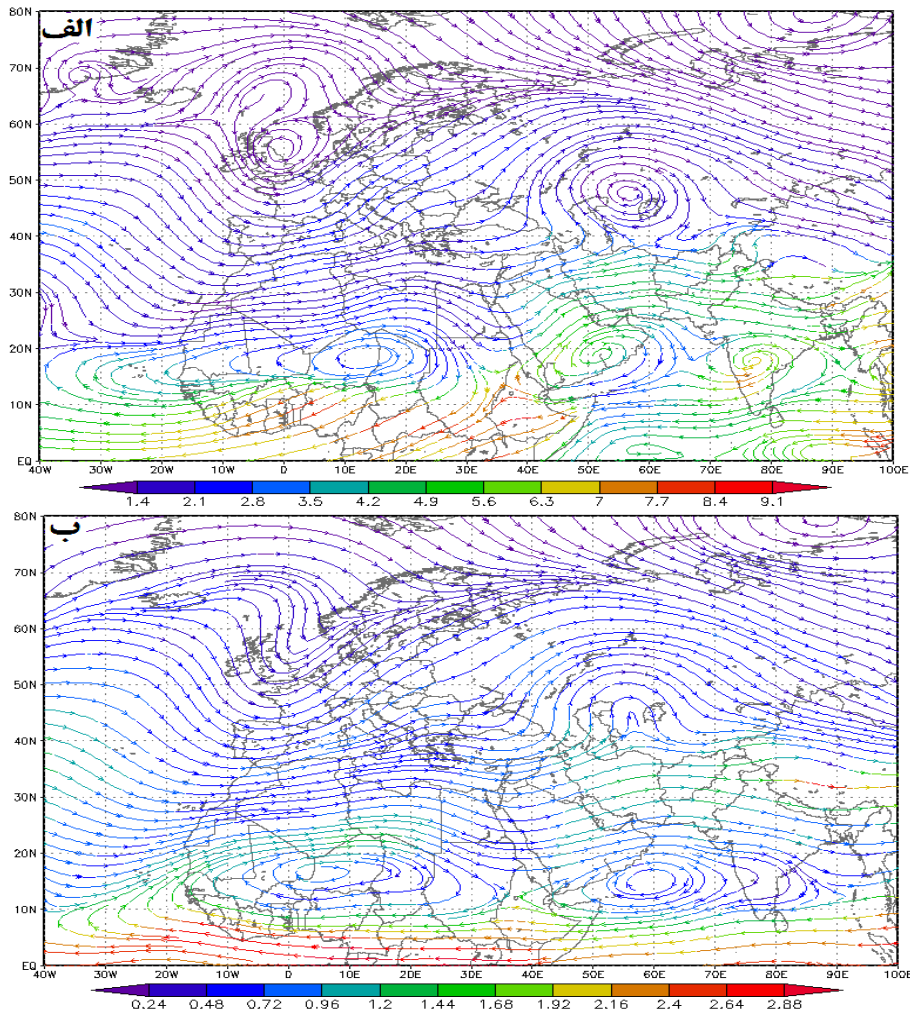 الف
80N
70N
60N
50N
40N
30N
20N
10N
EQ
40W 30W 20W 10W 0 10E 20E 30E 40E 50E 60E 70E 80E 90E 100E
1.4 2.1 2.8 3.5 4.2 4.9 5.6 6.3 7 7.7 8.4 9.1
ب
80N
70N
60N
50N
40N
30N
20N
10N
EQ
40W 30W 20W 10W 0 10E 20E 30E 40E 50E 60E 70E 80E 90E 100E
0.24 0.48 0.72 0.96 1.2 1.44 1.68 1.92 2.16 2.4 2.64 2.88